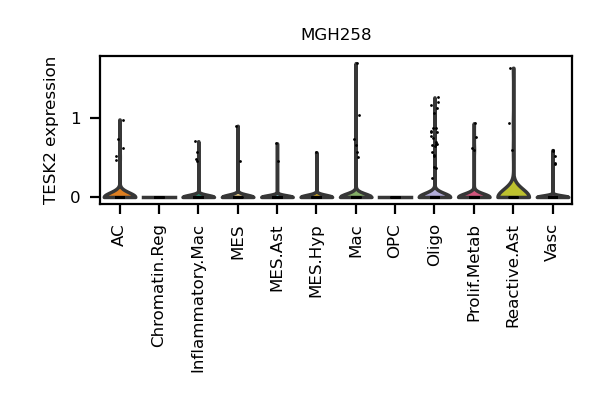 MGH258
TESK2 expression
1
0
AC
Chromatin.Reg
Inflammatory.Mac
MES
MES.Ast
MES.Hyp
Mac
OPC
Oligo
Prolif.Metab
Reactive.Ast
Vasc